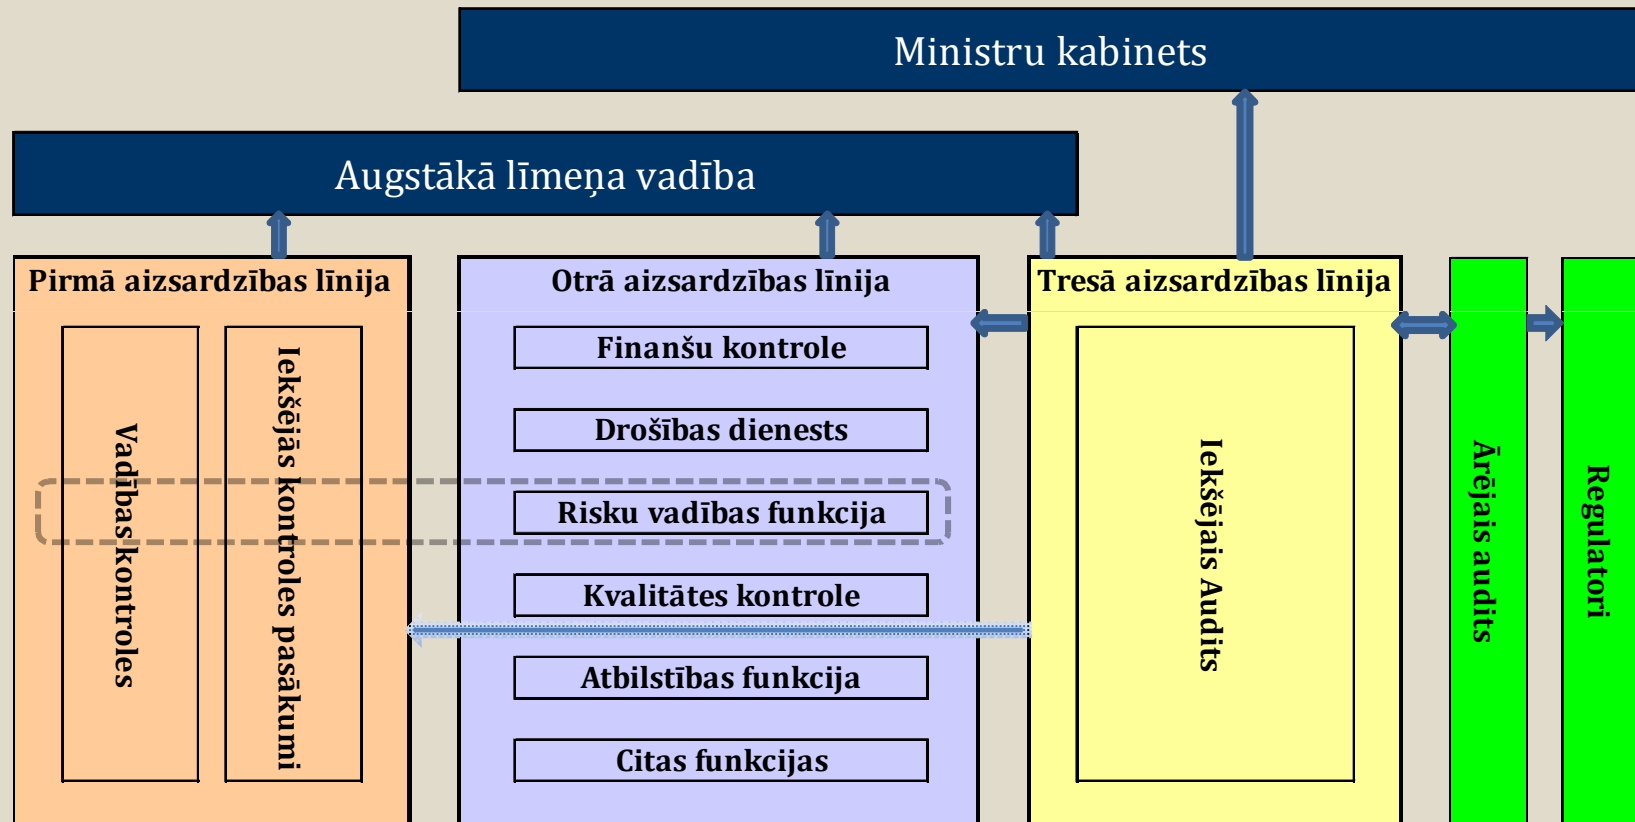 Ministru kabinets
Augstākā līmeņa vadība
Pirmā aizsardzības līnija
Vadības kontroles
Iekšējās kontroles pasākumi
Otrā aizsardzības līnija
Finanšu kontrole
Drošības dienests
Risku vadības funkcija
Kvalitātes kontrole
Atbilstības funkcija
Citas funkcijas
Tresā aizsardzības līnija
Iekšējais Audits
Ārējais audits
Regulatori